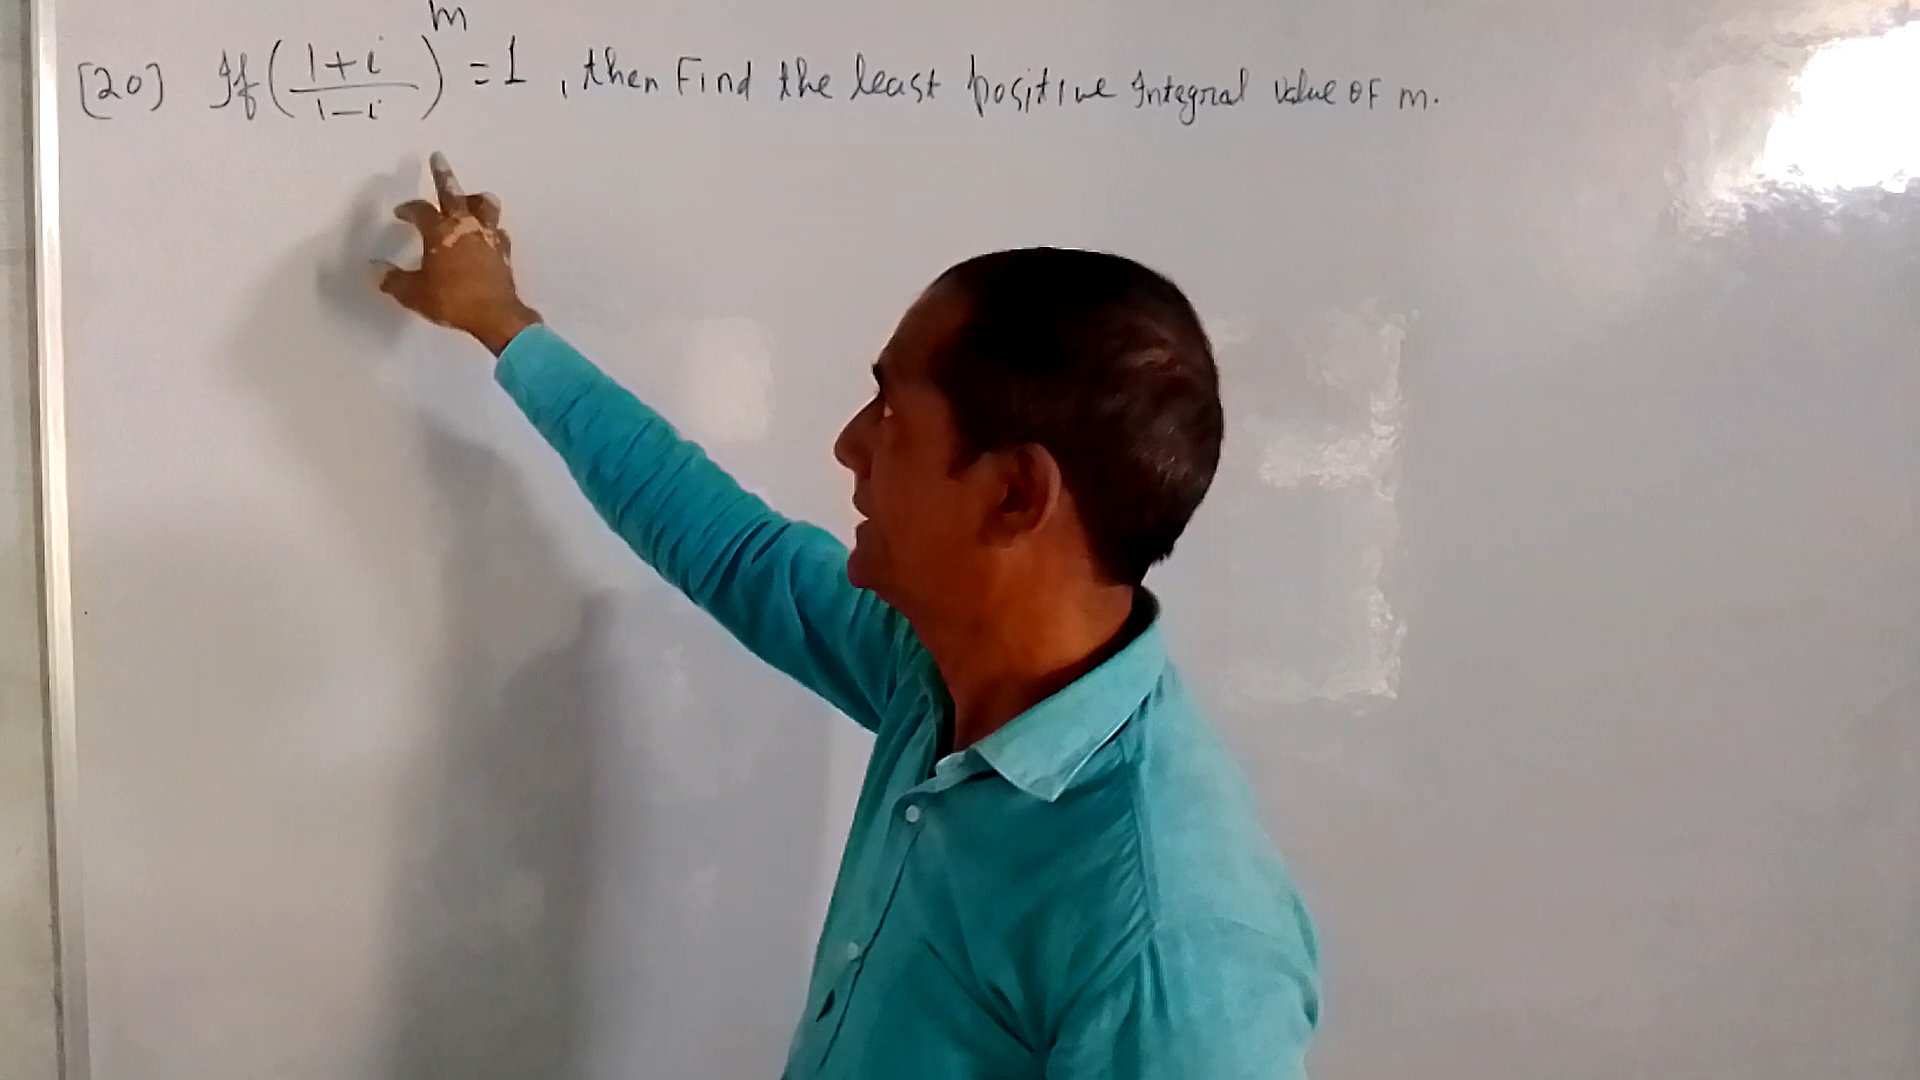 [20] If ((1+i)/(1-i))^m = 1, then Find the least positive Integral value of m.